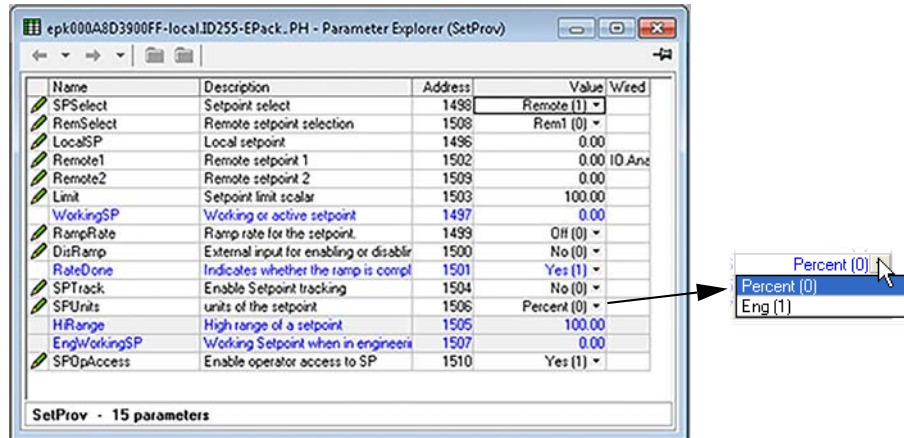 epk000A8D3900FF-local.ID255-EPack_PH - Parameter Explorer (SetProv)
Name Description Address Value Wired
SPSelect Setpoint select 1498 Remote (1)
RemSelect Remote setpoint selection 1508 Rem1 (0)
LocalSP Local setpoint 1496 0.00
Remote1 Remote setpoint 1 1502 0.00 IO.Ana
Remote2 Remote setpoint 2 1509 0.00
Limit Setpoint limit scalar 1503 100.00
WorkingSP Working or active setpoint 1497 0.00
RampRate Ramp rate for the setpoint. 1499 Off (0)
DisRamp External input for enabling or disablin 1500 No (0)
RateDone Indicates whether the ramp is compl 1501 Yes (1)
SPTrack Enable Setpoint tracking 1504 No (0)
SPUnits units of the setpoint 1506 Percent (0)
HiRange High range of a setpoint 1505 100.00
EngWorkingSP Working Setpoint when in engineeri 1507 0.00
SPOpAccess Enable operator access to SP 1510 Yes (1)
SetProv - 15 parameters
Percent (0)
Percent (0)
Eng (1)